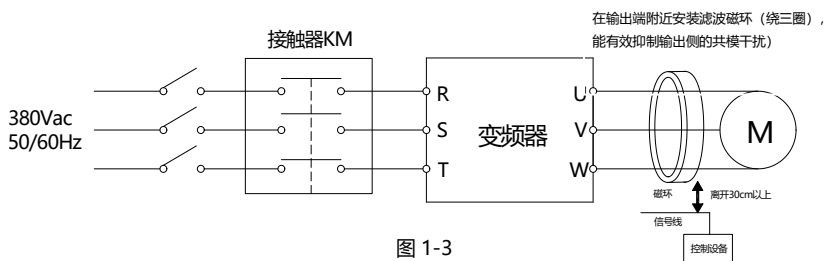 在输出端附近安装滤波磁环（绕三圈），
能有效抑制输出侧的共模干扰）
接触器KM
380Vac
50/60Hz
R
S
T
变频器
U
V
W
M
磁环
离开30cm以上
信号线
控制设备
图 1-3